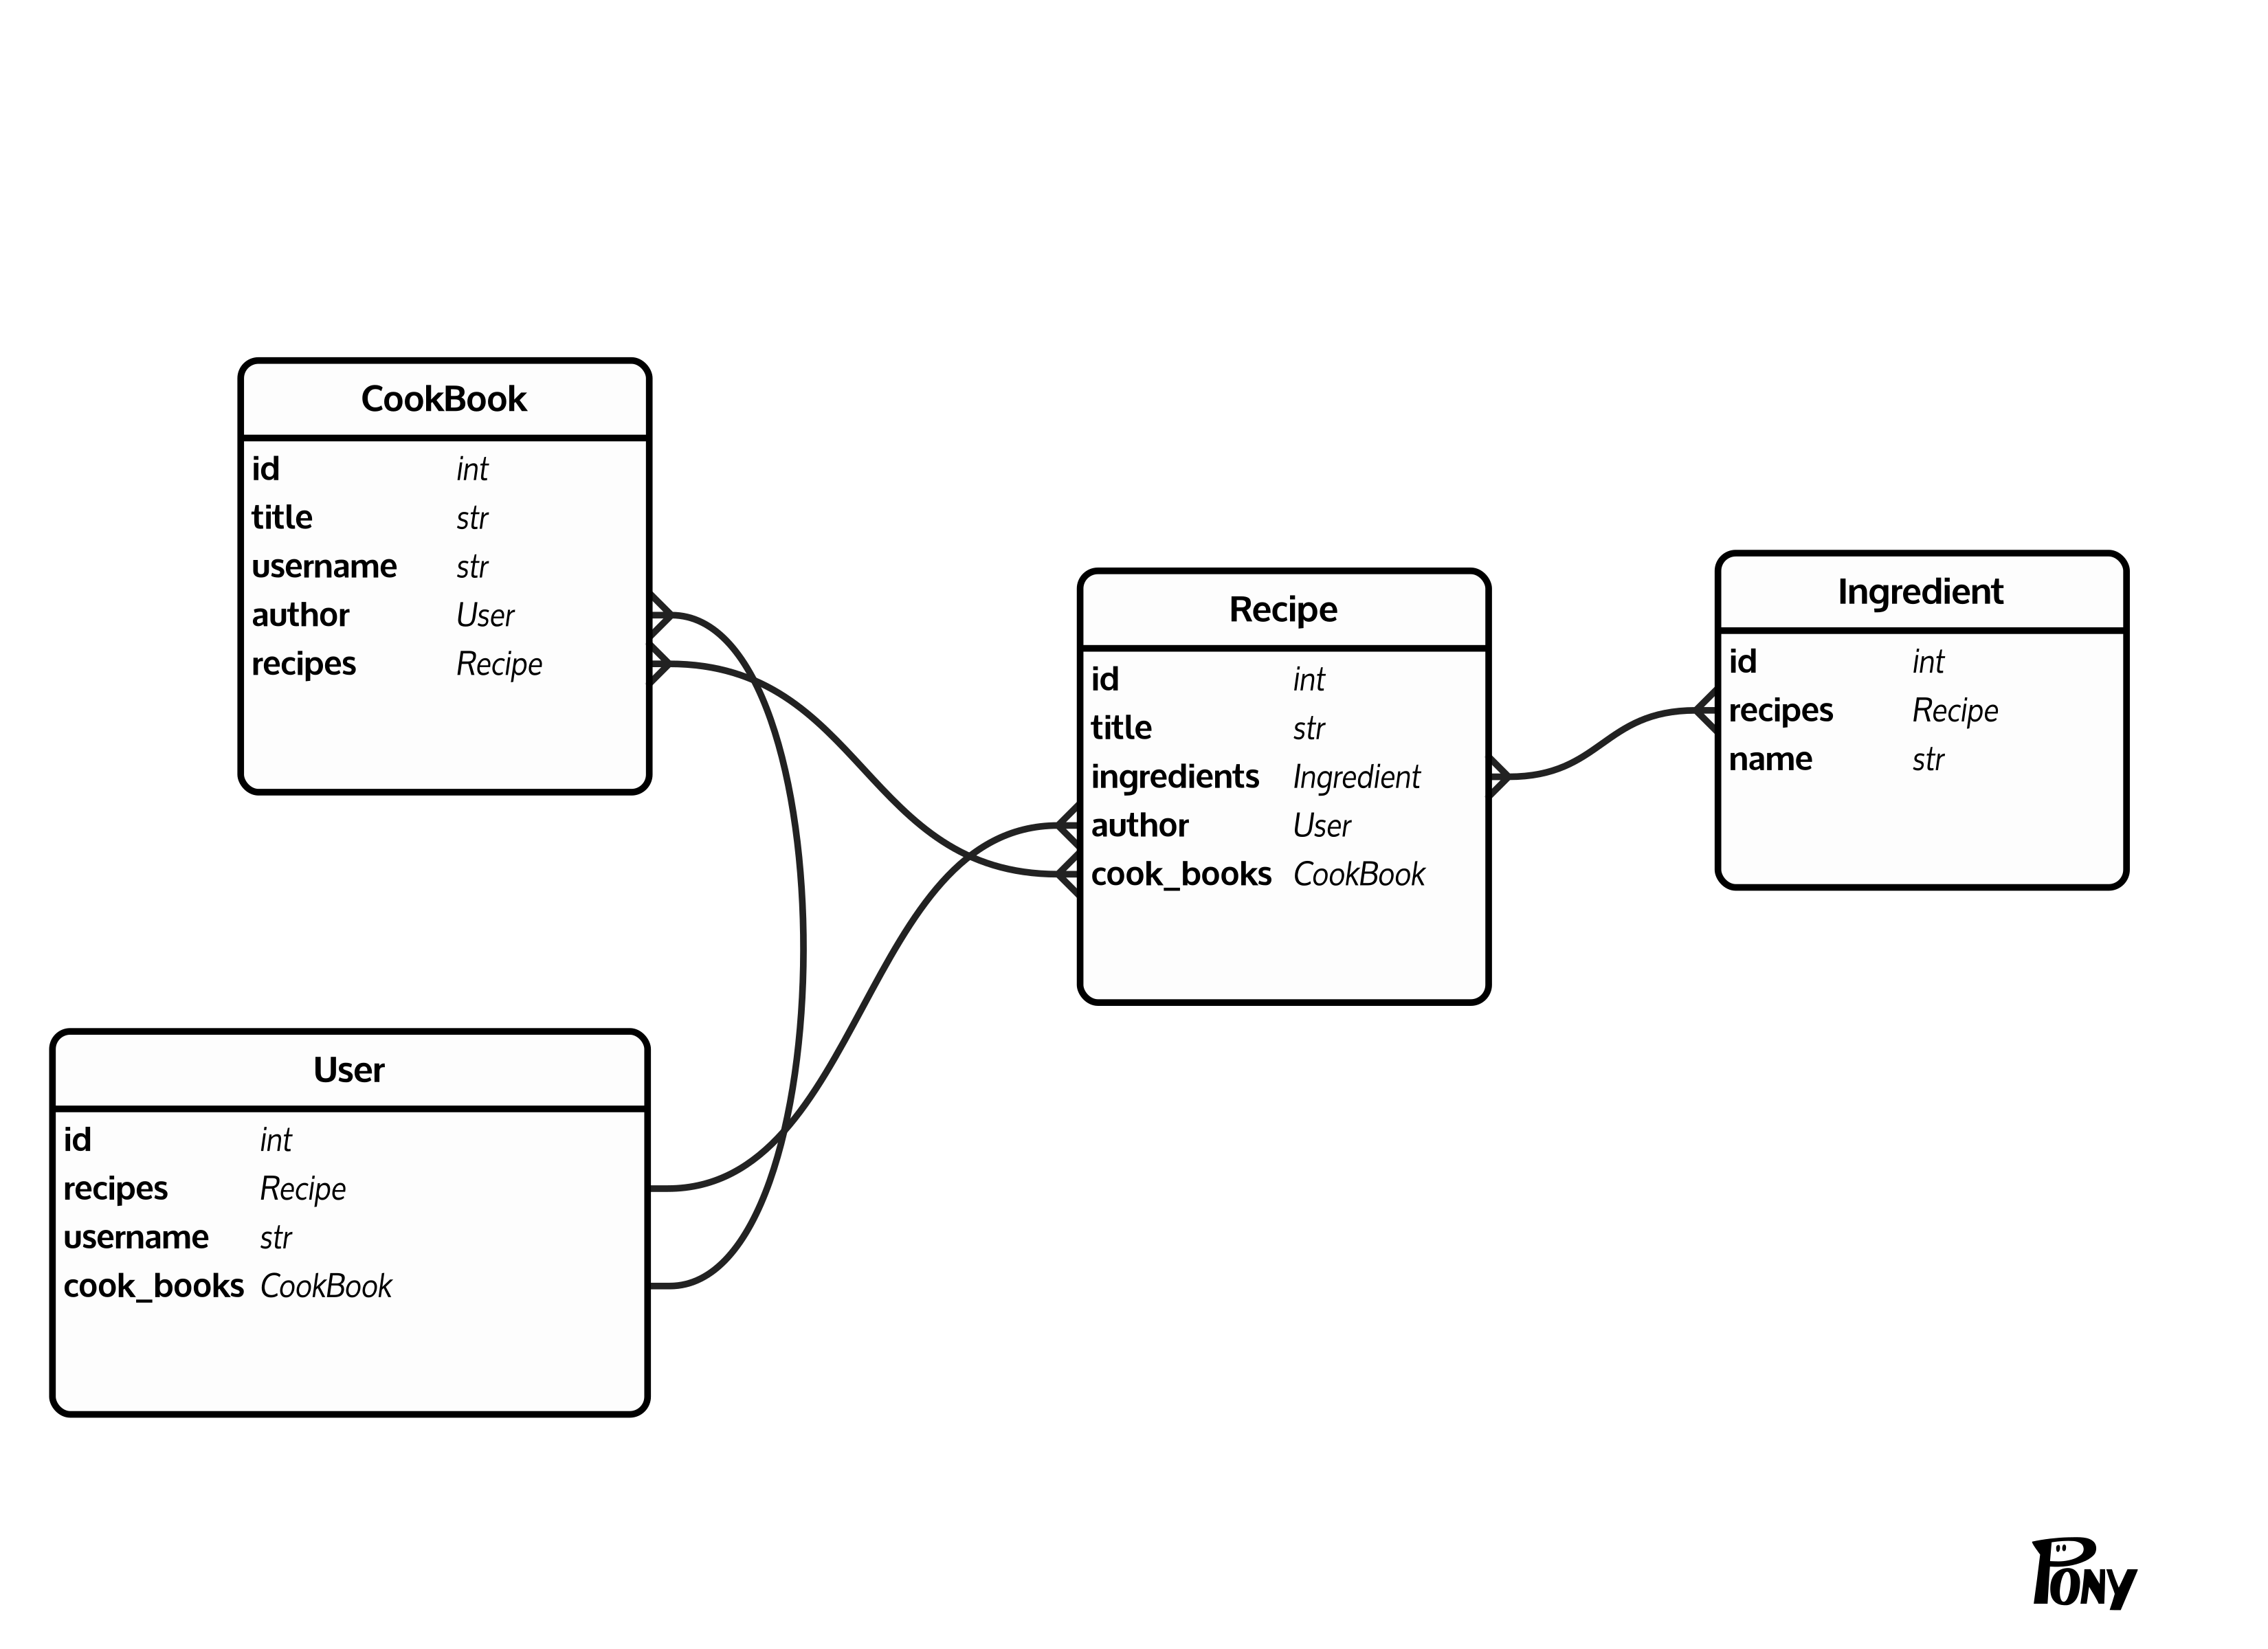 CookBook
id int
title str
username str
author User
recipes Recipe
Recipe
id int
title str
ingredients Ingredient
author User
cook_books CookBook
Ingredient
id int
recipes Recipe
name str
User
id int
recipes Recipe
username str
cook_books CookBook
PONY